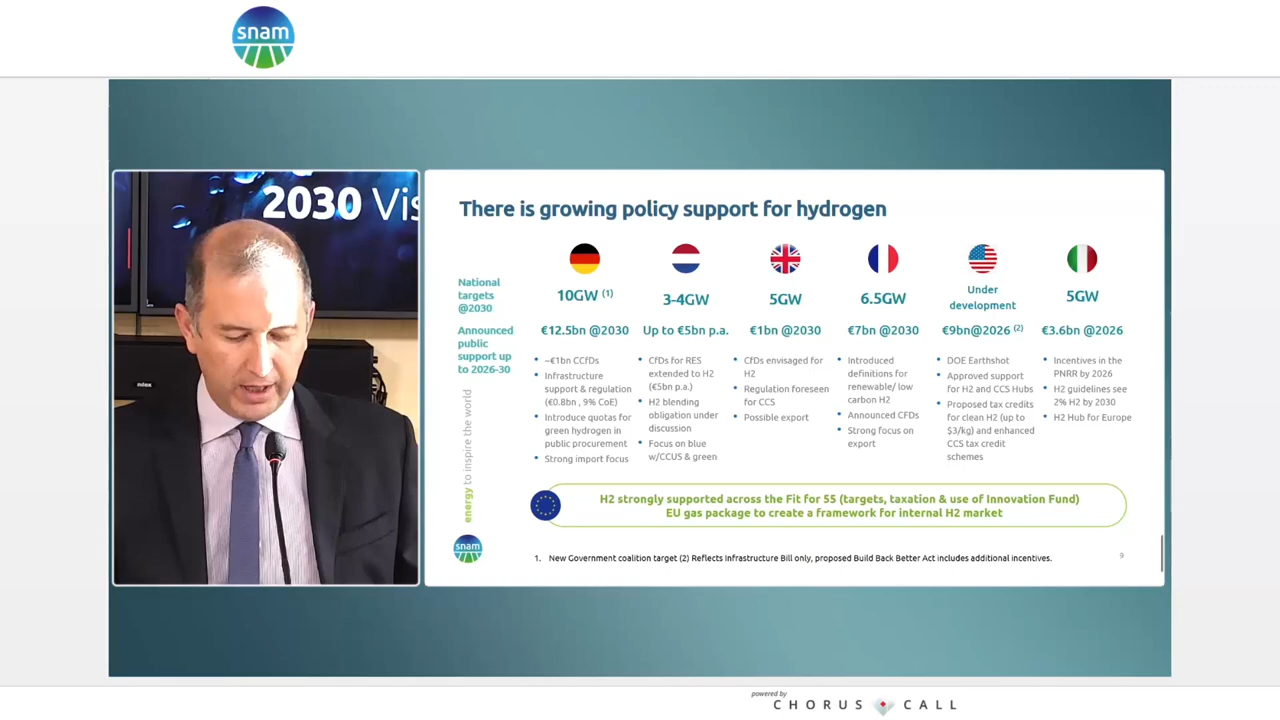 snam
2030 Vis
nilox
There is growing policy support for hydrogen
National
targets
@2030
10GW (1)
3-4GW
5GW
6.5GW
Under
development
5GW
Announced
public
support up
to 2026-30
€12.5bn @2030
Up to €5bn p.a.
€1bn @2030
€7bn @2030
€9bn@2026 (2)
€3.6bn @2026
• ~€1bn CCfDs
• Infrastructure
support & regulation
(€0.8bn , 9% CoE)
• Introduce quotas for
green hydrogen in
public procurement
• Strong import focus
• CfDs for RES
extended to H2
(€5bn p.a.)
• H2 blending
obligation under
discussion
• Focus on blue
w/CCUS & green
• CfDs envisaged for
H2
• Regulation foreseen
for CCS
• Possible export
• Introduced
definitions for
renewable/ low
carbon H2
• Announced CFDs
• Strong focus on
export
• DOE Earthshot
• Approved support
for H2 and CCS Hubs
• Proposed tax credits
for clean H2 (up to
$3/kg) and enhanced
CCS tax credit
schemes
• Incentives in the
PNRR by 2026
• H2 guidelines see
2% H2 by 2030
• H2 Hub for Europe
energy to inspire the world
H2 strongly supported across the Fit for 55 (targets, taxation & use of Innovation Fund)
EU gas package to create a framework for internal H2 market
snam
1. New Government coalition target (2) Reflects Infrastructure Bill only, proposed Build Back Better Act includes additional incentives.
9
powered by
CHORUS CALL